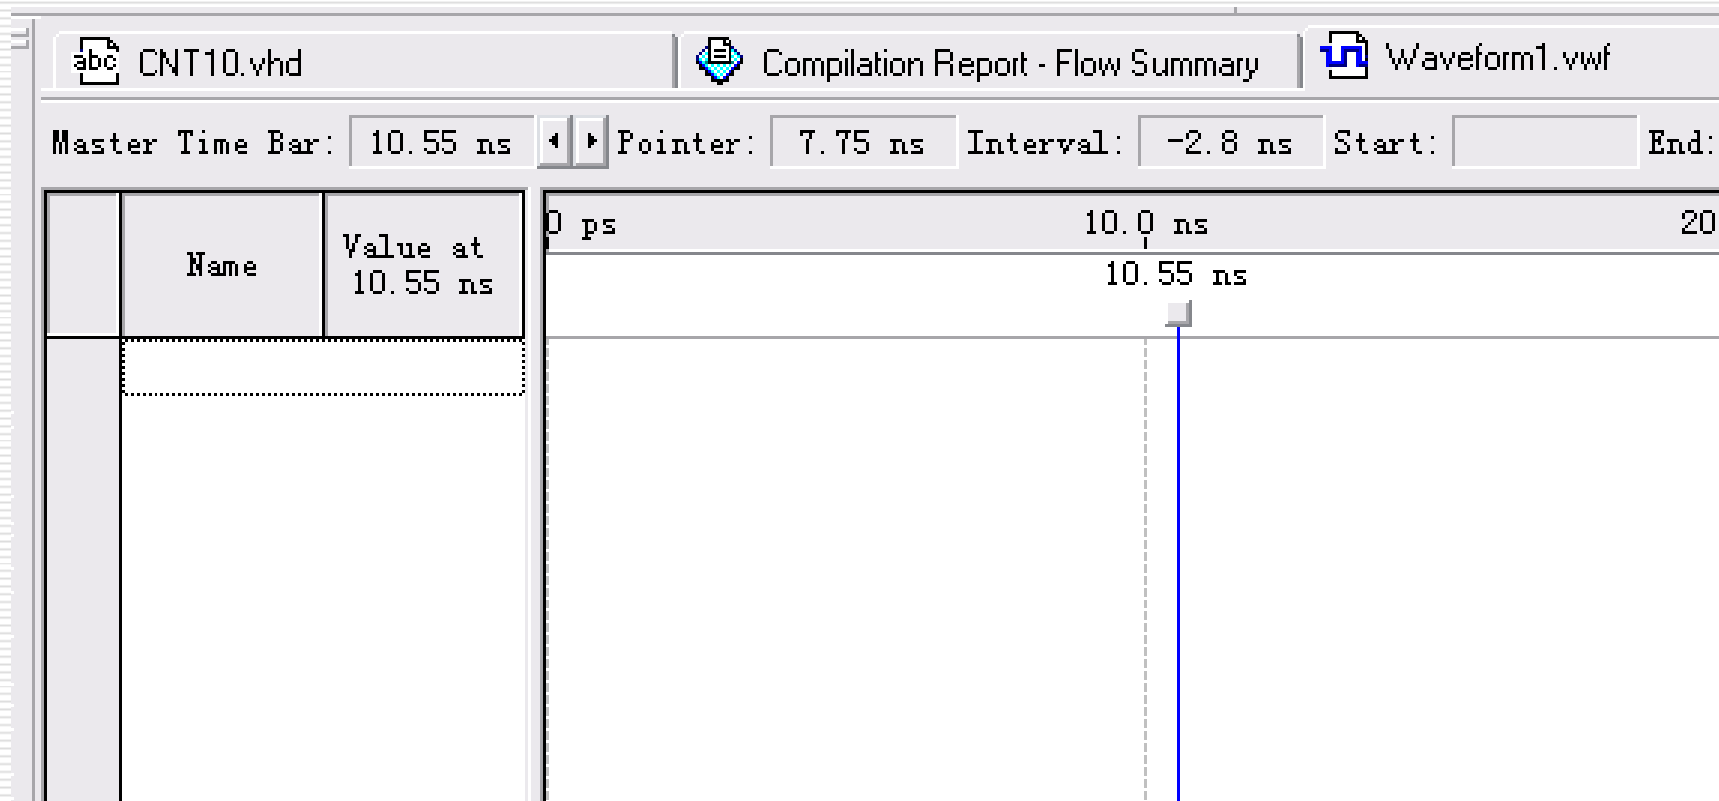 CNT10.vhd Compilation Report - Flow Summary Waveform1.vwf
Master Time Bar: 10.55 ns Pointer: 7.75 ns Interval: -2.8 ns Start: End:
Name
Value at
10.55 ns
0 ps 10.0 ns 20
10.55 ns